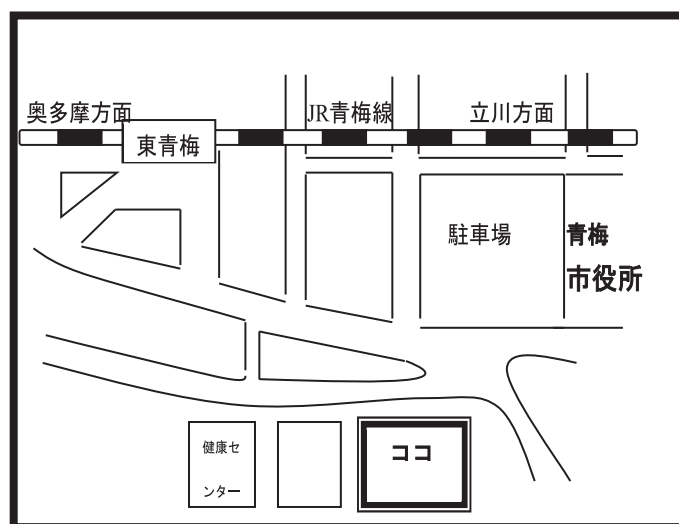 奥多摩方面
JR青梅線
立川方面
東青梅
駐車場
青梅
市役所
健康セ
ンター
ココ